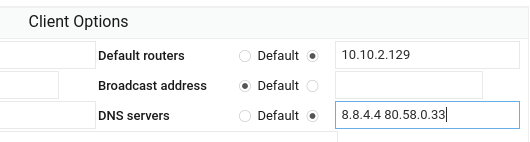 Client Options
Default routers Default 10.10.2.129
Broadcast address Default
DNS servers Default 8.8.4.4 80.58.0.33